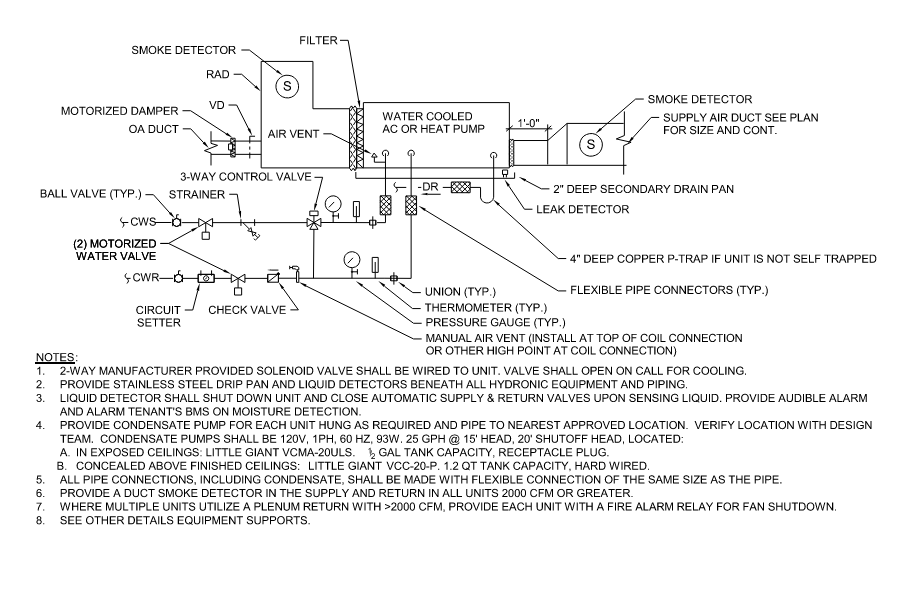 FILTER
SMOKE DETECTOR
RAD
S
MOTORIZED DAMPER
VD
OA DUCT
AIR VENT
WATER COOLED
AC OR HEAT PUMP
1'-0"
SMOKE DETECTOR
SUPPLY AIR DUCT SEE PLAN
FOR SIZE AND CONT.
S
3-WAY CONTROL VALVE
BALL VALVE (TYP.)
STRAINER
DR
2" DEEP SECONDARY DRAIN PAN
LEAK DETECTOR
CWS
(2) MOTORIZED
WATER VALVE
4" DEEP COPPER P-TRAP IF UNIT IS NOT SELF TRAPPED
CWR
UNION (TYP.)
FLEXIBLE PIPE CONNECTORS (TYP.)
CIRCUIT
SETTER
CHECK VALVE
THERMOMETER (TYP.)
PRESSURE GAUGE (TYP.)
MANUAL AIR VENT (INSTALL AT TOP OF COIL CONNECTION
OR OTHER HIGH POINT AT COIL CONNECTION)
NOTES:
1. 2-WAY MANUFACTURER PROVIDED SOLENOID VALVE SHALL BE WIRED TO UNIT. VALVE SHALL OPEN ON CALL FOR COOLING.
2. PROVIDE STAINLESS STEEL DRIP PAN AND LIQUID DETECTORS BENEATH ALL HYDRONIC EQUIPMENT AND PIPING.
3. LIQUID DETECTOR SHALL SHUT DOWN UNIT AND CLOSE AUTOMATIC SUPPLY & RETURN VALVES UPON SENSING LIQUID. PROVIDE AUDIBLE ALARM
AND ALARM TENANT'S BMS ON MOISTURE DETECTION.
4. PROVIDE CONDENSATE PUMP FOR EACH UNIT HUNG AS REQUIRED AND PIPE TO NEAREST APPROVED LOCATION. VERIFY LOCATION WITH DESIGN
TEAM. CONDENSATE PUMPS SHALL BE 120V, 1PH, 60 HZ, 93W. 25 GPH @ 15' HEAD, 20' SHUTOFF HEAD, LOCATED:
A. IN EXPOSED CEILINGS: LITTLE GIANT VCMA-20ULS. ½ GAL TANK CAPACITY, RECEPTACLE PLUG.
B. CONCEALED ABOVE FINISHED CEILINGS: LITTLE GIANT VCC-20-P. 1.2 QT TANK CAPACITY, HARD WIRED.
5. ALL PIPE CONNECTIONS, INCLUDING CONDENSATE, SHALL BE MADE WITH FLEXIBLE CONNECTION OF THE SAME SIZE AS THE PIPE.
6. PROVIDE A DUCT SMOKE DETECTOR IN THE SUPPLY AND RETURN IN ALL UNITS 2000 CFM OR GREATER.
7. WHERE MULTIPLE UNITS UTILIZE A PLENUM RETURN WITH >2000 CFM, PROVIDE EACH UNIT WITH A FIRE ALARM RELAY FOR FAN SHUTDOWN.
8. SEE OTHER DETAILS EQUIPMENT SUPPORTS.